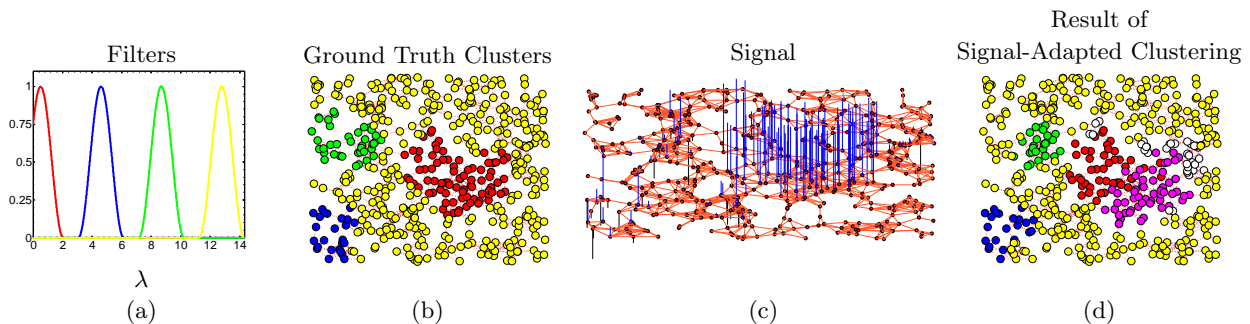 Result of
Filters
Ground Truth Clusters
Signal
Signal-Adapted Clustering
1
0.75
0.5
0.25
0
0 2 4 6 8 10 12 14
λ
(a)
(b)
(c)
(d)